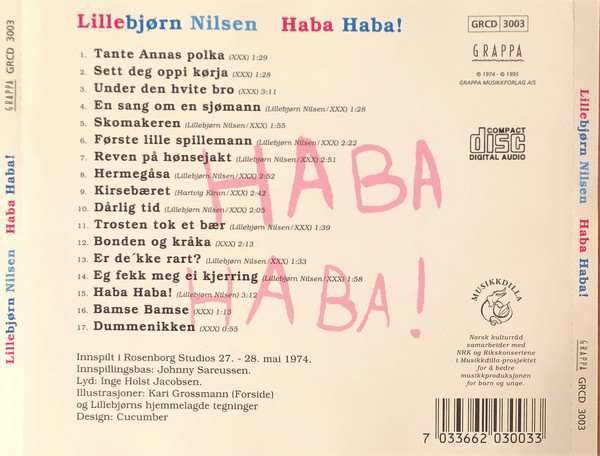 GRAPPA GRCD 3003
Lillebjørn Nilsen Haba Haba!
Lillebjørn Nilsen Haba Haba!
1. Tante Annas polka (XXX) 1:29
2. Sett deg oppi kørja (XXX) 1:28
3. Under den hvite bro (XXX) 3:11
4. En sang om en sjømann (Lillebjørn Nilsen/XXX) 1:28
5. Skomakeren (Lillebjørn Nilsen/XXX) 1:55
6. Første lille spillemann (Lillebjørn Nilsen/XXX) 2:22
7. Reven på hønsejakt (Lillebjørn Nilsen/XXX) 2:51
8. Hermegåsa (Lillebjørn Nilsen/XXX) 2:52
9. Kirsebæret (Hartvig Kiran/XXX) 2:42
10. Dårlig tid (Lillebjørn Nilsen/XXX) 2:05
11. Trosten tok et bær (Lillebjørn Nilsen/XXX) 1:39
12. Bonden og kråka (XXX) 2:13
13. Er de´kke rart? (Lillebjørn Nilsen/XXX) 1:33
14. Eg fekk meg ei kjerring (Lillebjørn Nilsen/XXX) 1:58
15. Haba Haba! (Lillebjørn Nilsen) 3:12
16. Bamse Bamse (XXX) 1:13
17. Dummenikken (XXX) 0:55
HABA
HABA!
Innspilt i Rosenborg Studios 27. - 28. mai 1974.
Innspillingsbas: Johnny Sareussen.
Lyd: Inge Holst Jacobsen.
Illustrasjoner: Kari Grossmann (Forside)
og Lillebjørns hjemmelagde tegninger
Design: Cucumber
GRCD 3003
GRAPPA
℗ 1974 - © 1995
GRAPPA MUSIKKFORLAG A/S
COMPACT
disc
DIGITAL AUDIO
MUSIKKDILLA
Norsk kulturråd
samarbeider med
NRK og Rikskonsertene
i Musikkdilla-prosjektet
for å bedre
musikkproduksjonen
for barn og unge.
7 033662 030033
Lillebjørn Nilsen Haba Haba!
GRAPPA GRCD 3003